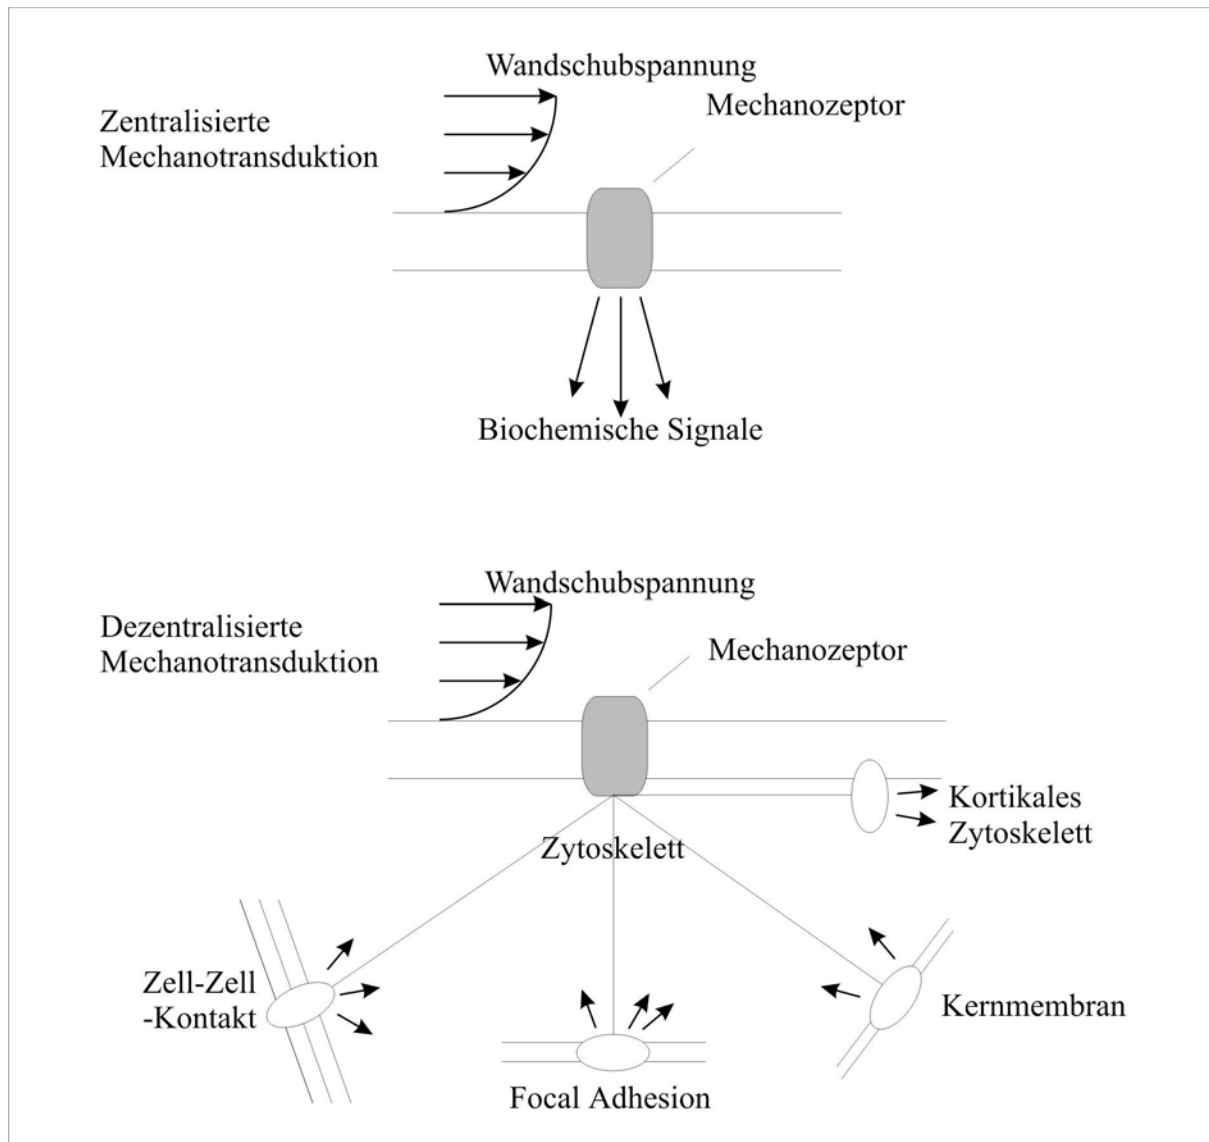 Wandschubspannung
Mechanozeptor
Zentralisierte
Mechanotransduktion
Biochemische Signale
Wandschubspannung
Dezentralisierte
Mechanotransduktion
Mechanozeptor
Kortikales
Zytoskelett
Zytoskelett
Zell-Zell
-Kontakt
Kernmembran
Focal Adhesion